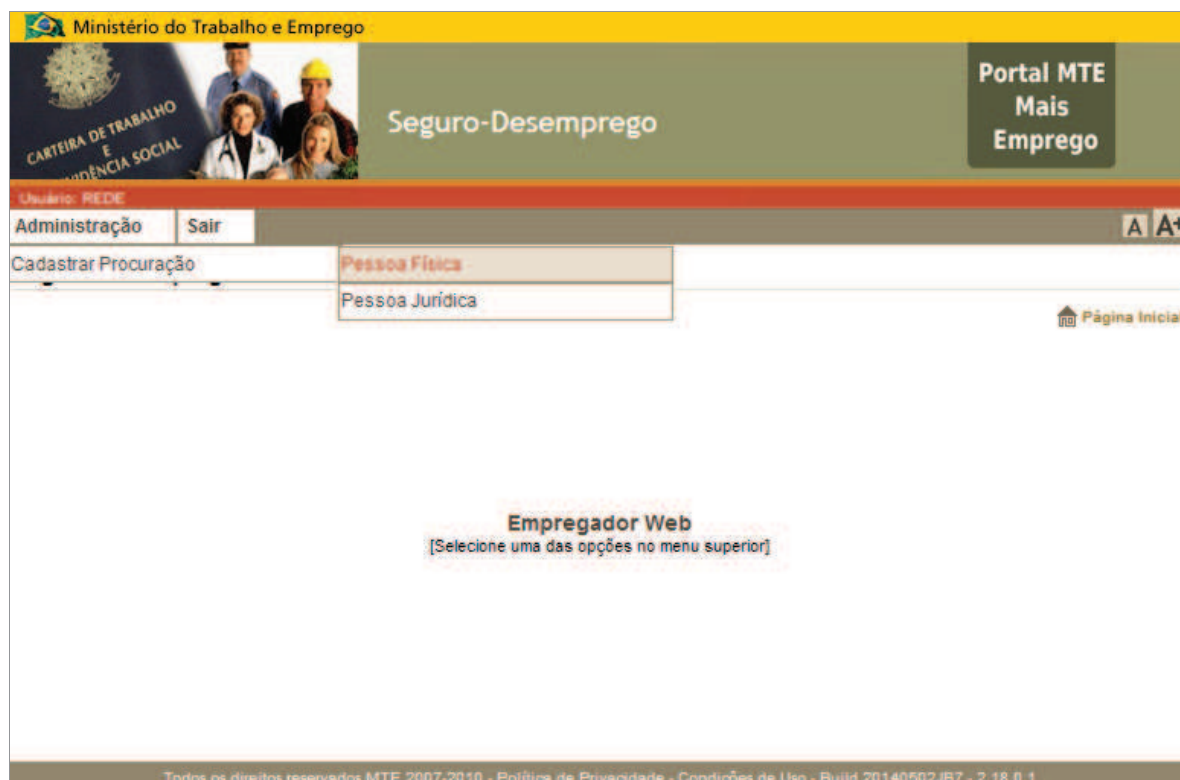 Ministério do Trabalho e Emprego
CARTEIRA DE TRABALHO
E
PREVIDÊNCIA SOCIAL
Seguro-Desemprego
Portal MTE
Mais
Emprego
Usuário: REDE
Administração Sair
A A+
Cadastrar Procuração Pessoa Física
Pessoa Jurídica
Página Inicial
Empregador Web
[Selecione uma das opções no menu superior]
Todos os direitos reservados MTE 2007-2010 - Política de Privacidade - Condições de Uso - Build 20140502JB7 - 2.18.0.1